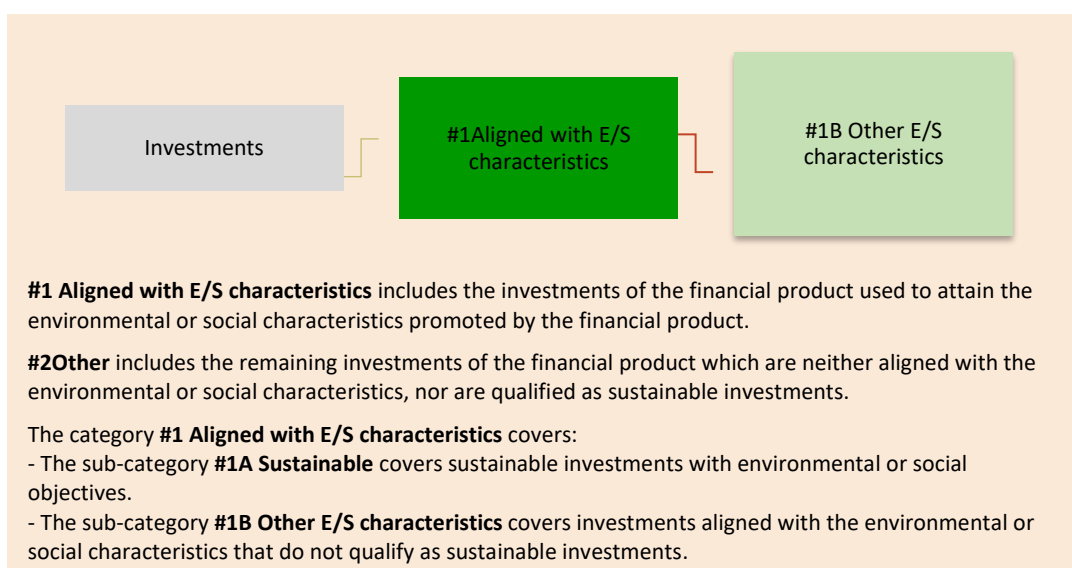 Investments
#1Aligned with E/S
characteristics
#1B Other E/S
characteristics
#1 Aligned with E/S characteristics includes the investments of the financial product used to attain the
environmental or social characteristics promoted by the financial product.
#2Other includes the remaining investments of the financial product which are neither aligned with the
environmental or social characteristics, nor are qualified as sustainable investments.
The category #1 Aligned with E/S characteristics covers:
- The sub-category #1A Sustainable covers sustainable investments with environmental or social
objectives.
- The sub-category #1B Other E/S characteristics covers investments aligned with the environmental or
social characteristics that do not qualify as sustainable investments.